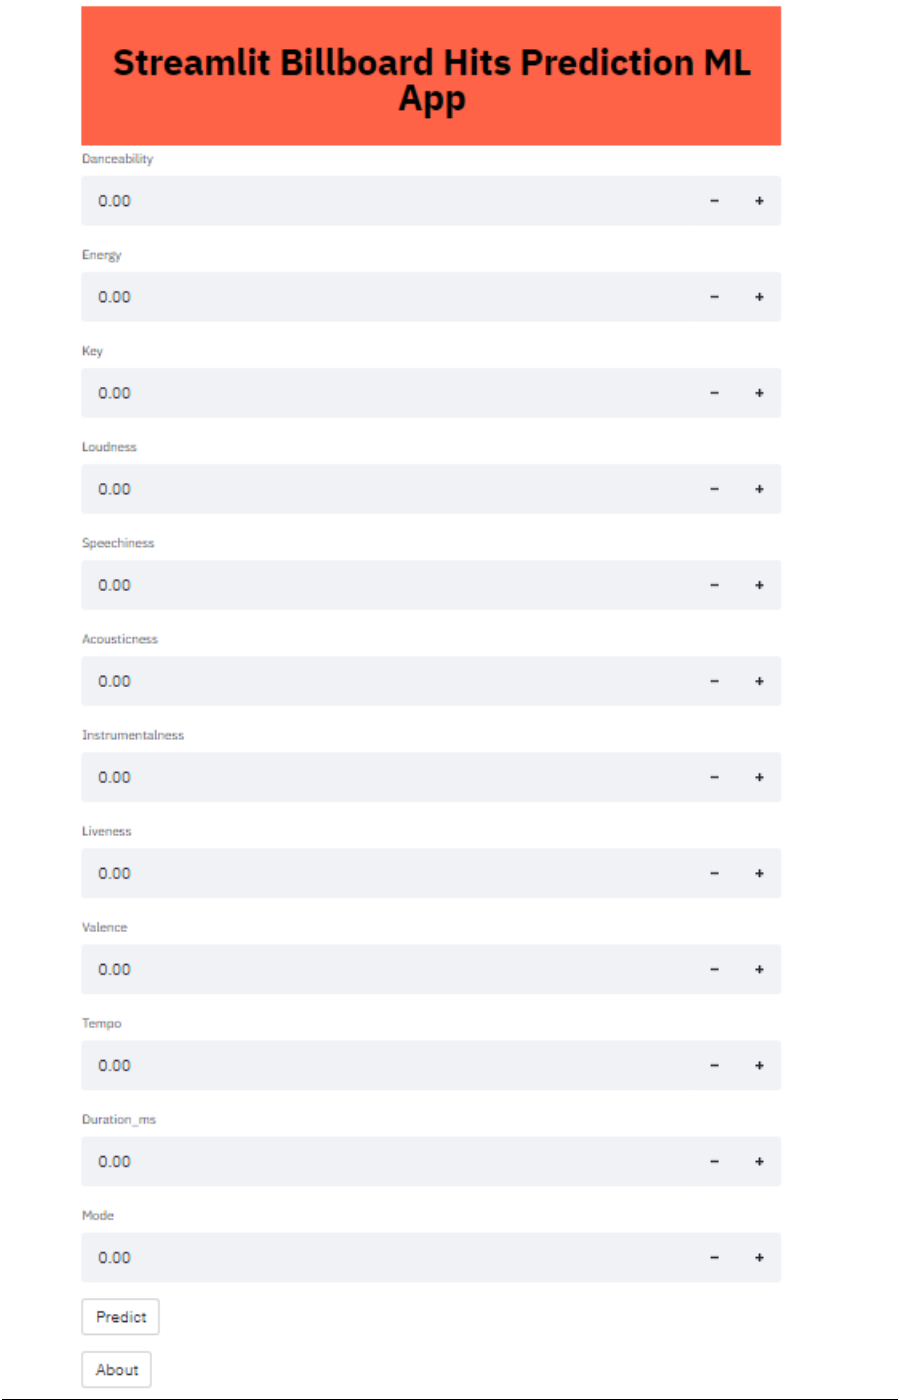 Streamlit Billboard Hits Prediction ML
App
Danceability
0.00 - +
Energy
0.00 - +
Key
0.00 - +
Loudness
0.00 - +
Speechiness
0.00 - +
Acousticness
0.00 - +
Instrumentalness
0.00 - +
Liveness
0.00 - +
Valence
0.00 - +
Tempo
0.00 - +
Duration_ms
0.00 - +
Mode
0.00 - +
Predict
About